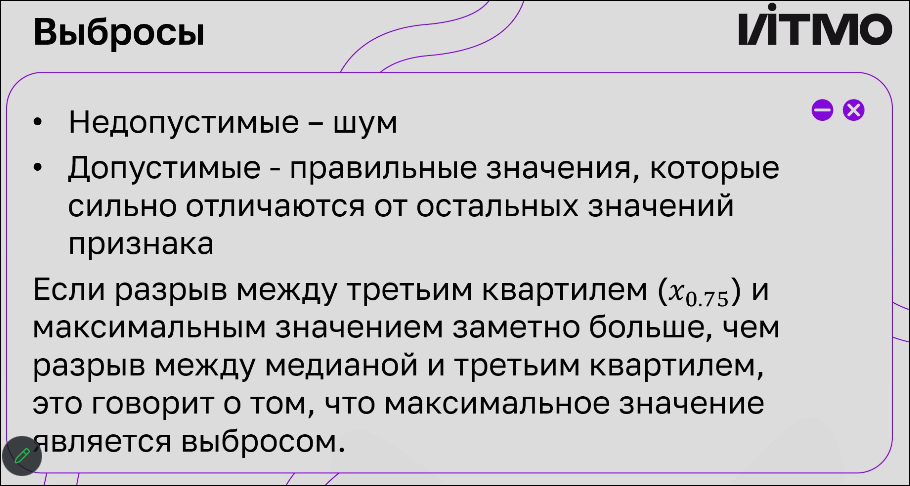 Выбросы
ИТМО
• Недопустимые – шум
• Допустимые - правильные значения, которые
сильно отличаются от остальных значений
признака
Если разрыв между третьим квартилем (x₀.₇₅) и
максимальным значением заметно больше, чем
разрыв между медианой и третьим квартилем,
это говорит о том, что максимальное значение
является выбросом.